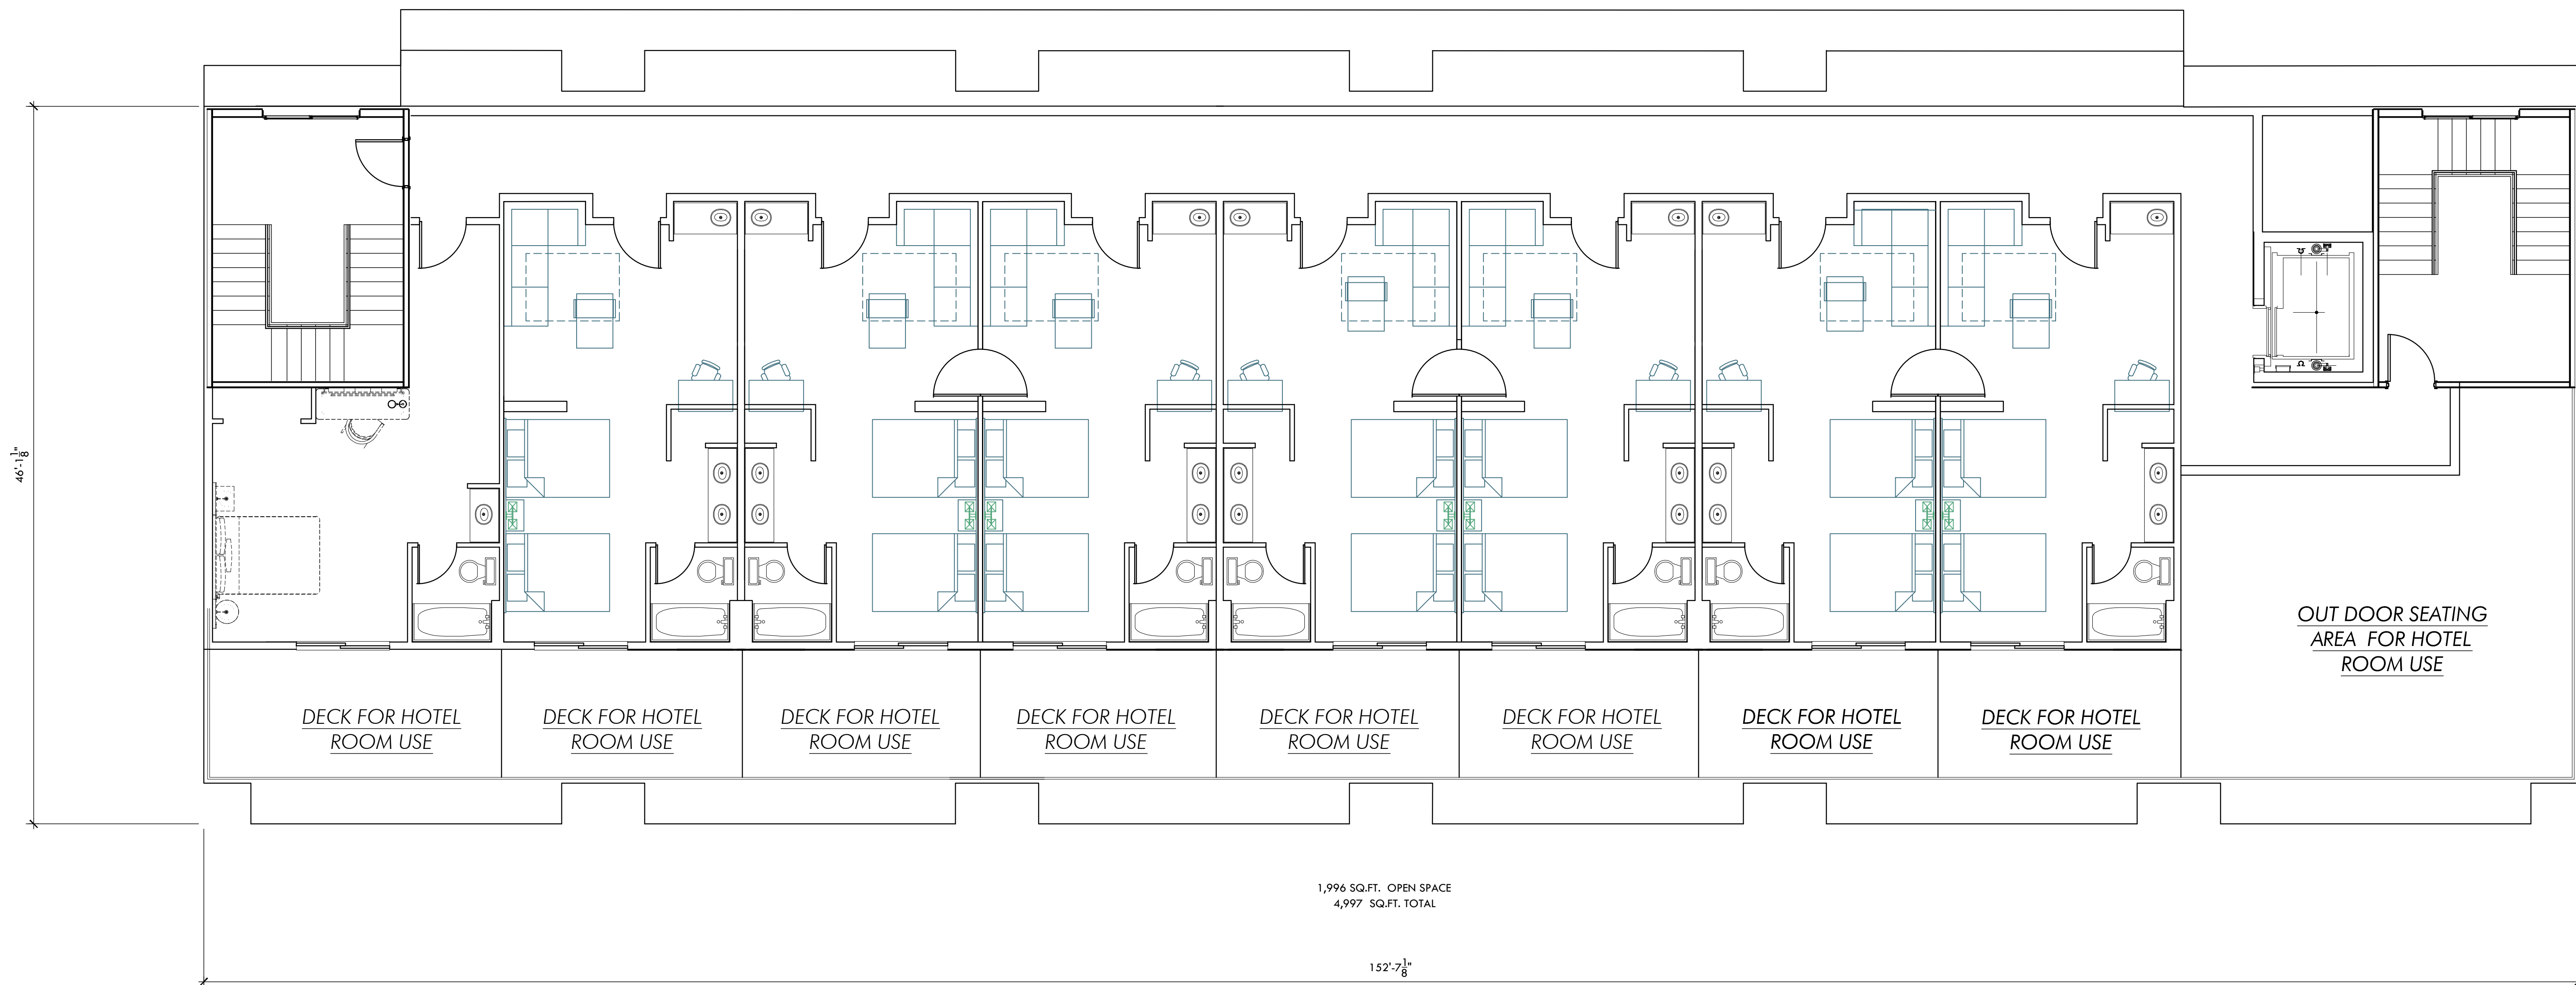 46'-1 1/8"
OUT DOOR SEATING
AREA FOR HOTEL
ROOM USE
DECK FOR HOTEL
ROOM USE
DECK FOR HOTEL
ROOM USE
DECK FOR HOTEL
ROOM USE
DECK FOR HOTEL
ROOM USE
DECK FOR HOTEL
ROOM USE
DECK FOR HOTEL
ROOM USE
DECK FOR HOTEL
ROOM USE
DECK FOR HOTEL
ROOM USE
1,996 SQ.FT. OPEN SPACE
4,997 SQ.FT. TOTAL
152'-7 1/8"